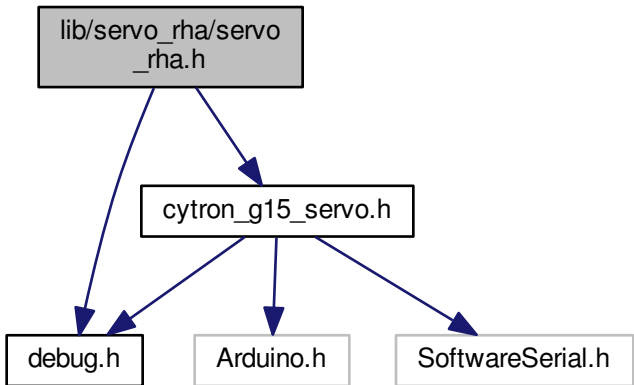 lib/servo_rha/servo
_rha.h
cytron_g15_servo.h
debug.h
Arduino.h
SoftwareSerial.h